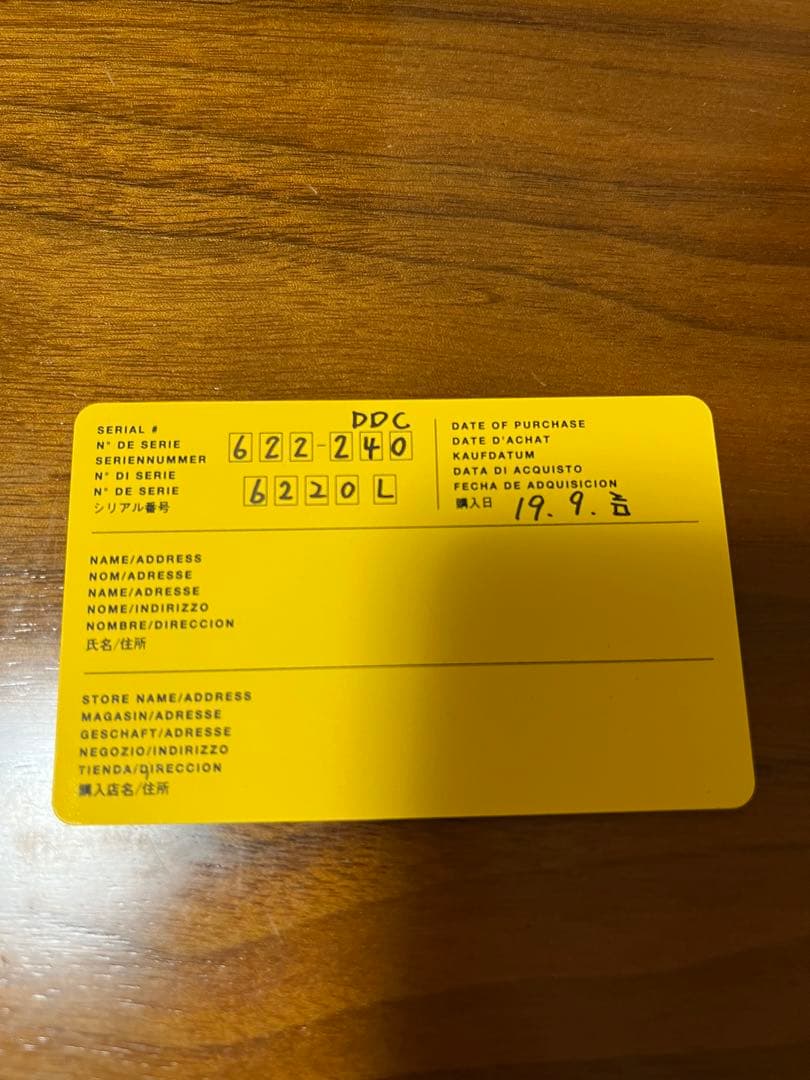 SERIAL #
N° DE SERIE
SERIENNUMMER
N° DI SERIE
N° DE SERIE
シリアル番号
DDC
622-240
6220 L
DATE OF PURCHASE
DATE D'ACHAT
KAUFDATUM
DATA DI ACQUISTO
FECHA DE ADQUISICION
購入日 19. 9.
NAME/ADDRESS
NOM/ADRESSE
NAME/ADRESSE
NOME/INDIRIZZO
NOMBRE/DIRECCION
氏名/住所
STORE NAME/ADDRESS
MAGASIN/ADRESSE
GESCHAFT/ADRESSE
NEGOZIO/INDIRIZZO
TIENDA/DIRECCION
購入店名/住所